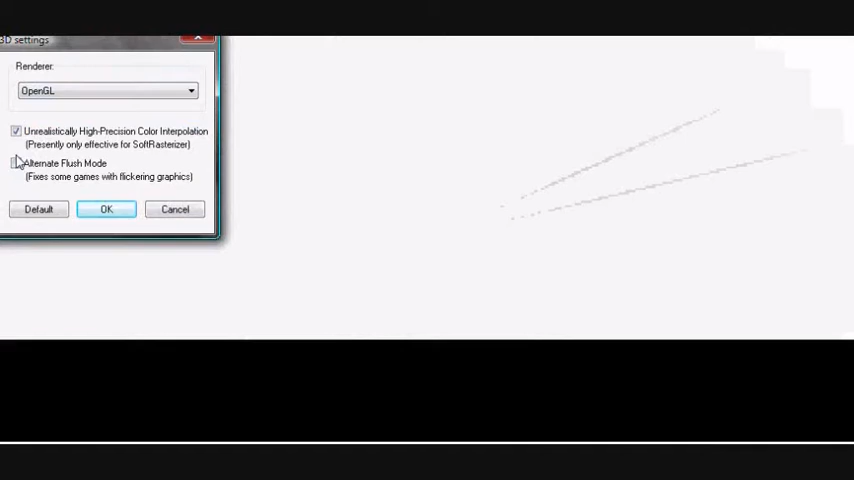 3D settings
Renderer:
OpenGL
Unrealistically High-Precision Color Interpolation
(Presently only effective for SoftRasterizer)
Alternate Flush Mode
(Fixes some games with flickering graphics)
Default OK Cancel